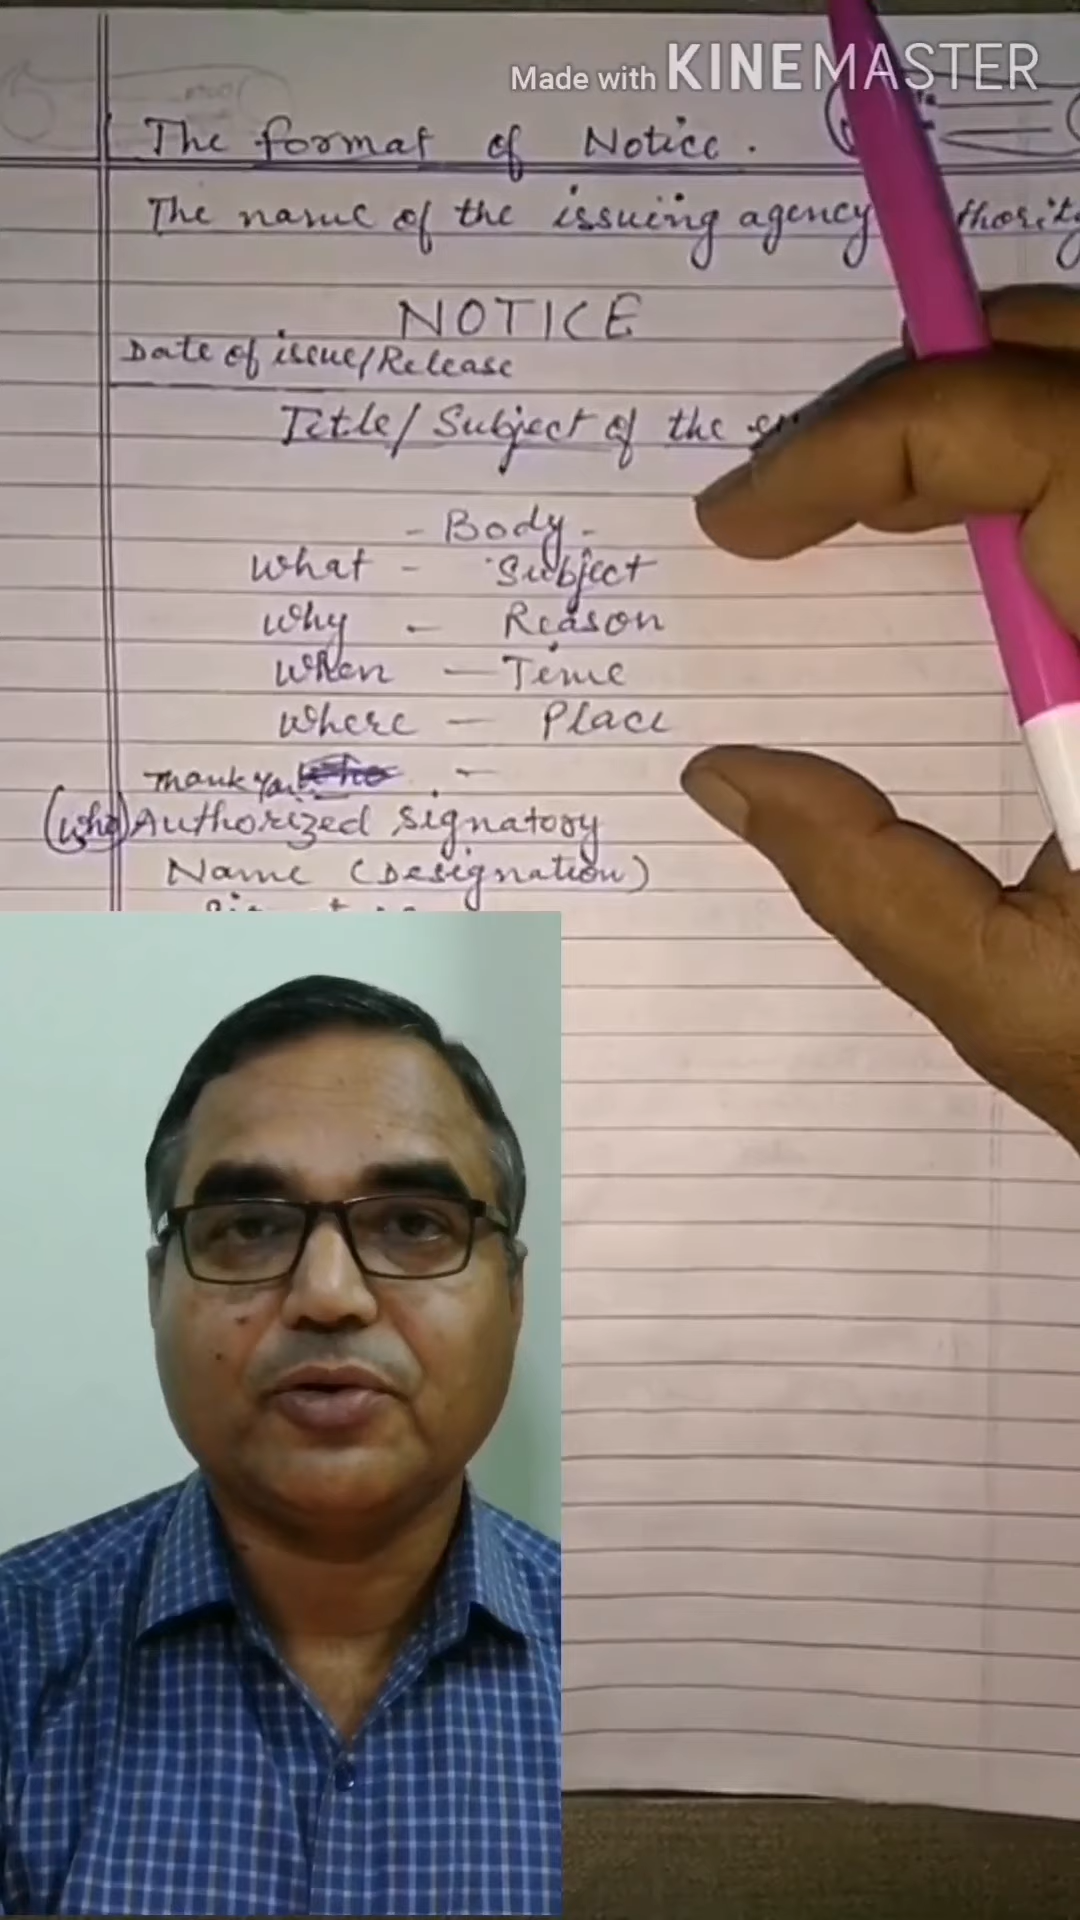 Made with KINEMASTER
The format of Notice.
The name of the issuing agency
NOTICE
Date of issue/Release
Title/Subject of the
- Body -
What - Subject
Why - Reason
When - Time
Where - Place
Thank You -
(Who) Authorized signatory
Name (Designation)